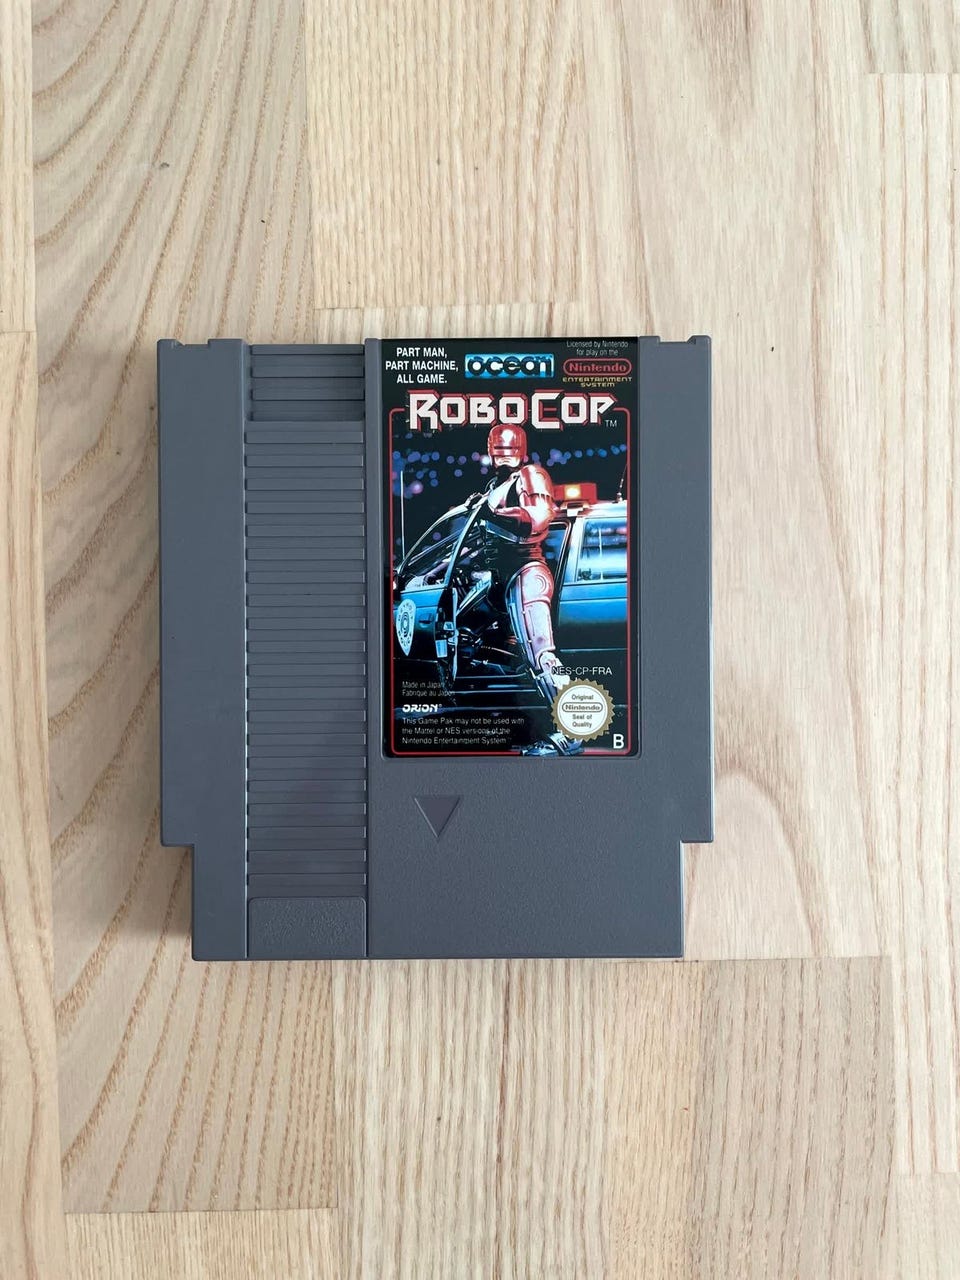 PART MAN,
PART MACHINE,
ALL GAME.
ocean
Licensed by Nintendo
for play on the
Nintendo
ENTERTAINMENT
SYSTEM
ROBOCOP
TM
NES-CP-FRA
Made in Japan
Fabriqué au Japon
ORION
This Game Pak may not be used with
the Mattel or NES versions of the
Nintendo Entertainment System
Original
Nintendo
Seal of
Quality
B